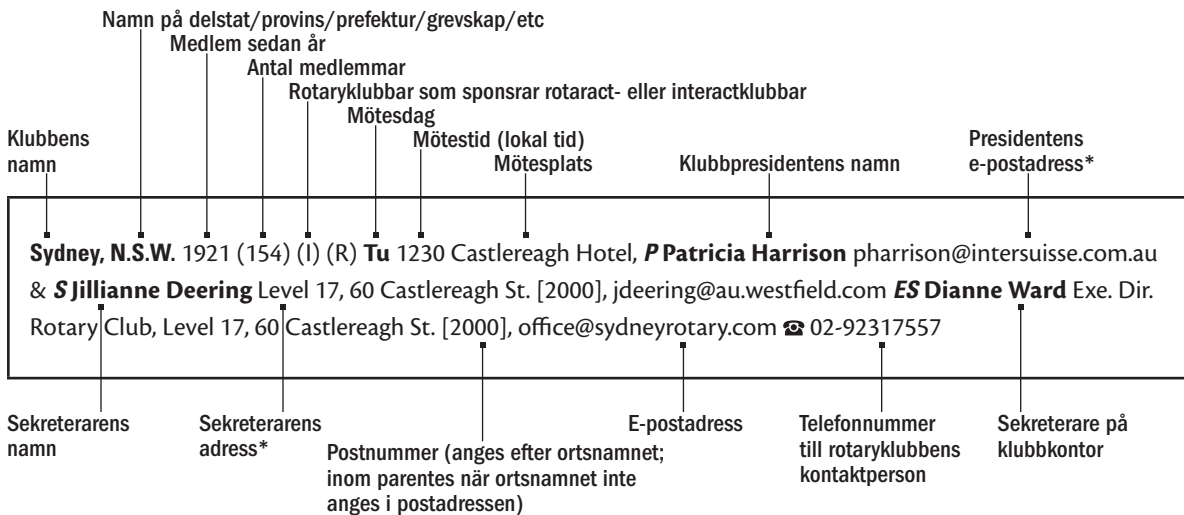 Namn på delstat/provins/prefektur/grevskap/etc
Medlem sedan år
Antal medlemmar
Rotaryklubbar som sponsrar rotaract- eller interactklubbar
Mötesdag
Mötestid (lokal tid)
Mötesplats
Klubbens
namn
Klubbpresidentens namn
Presidentens
e-postadress*
Sydney, N.S.W. 1921 (154) (I) (R) Tu 1230 Castlereagh Hotel, P Patricia Harrison pharrison@intersuisse.com.au
& S Jillianne Deering Level 17, 60 Castlereagh St. [2000], jdeering@au.westfield.com ES Dianne Ward Exe. Dir.
Rotary Club, Level 17, 60 Castlereagh St. [2000], office@sydneyrotary.com ☎ 02-92317557
Sekreterarens
namn
Sekreterarens
adress*
Postnummer (anges efter ortsnamnet;
inom parentes när ortsnamnet inte
anges i postadressen)
E-postadress
Telefonnummer
till rotaryklubbens
kontaktperson
Sekreterare på
klubbkontor